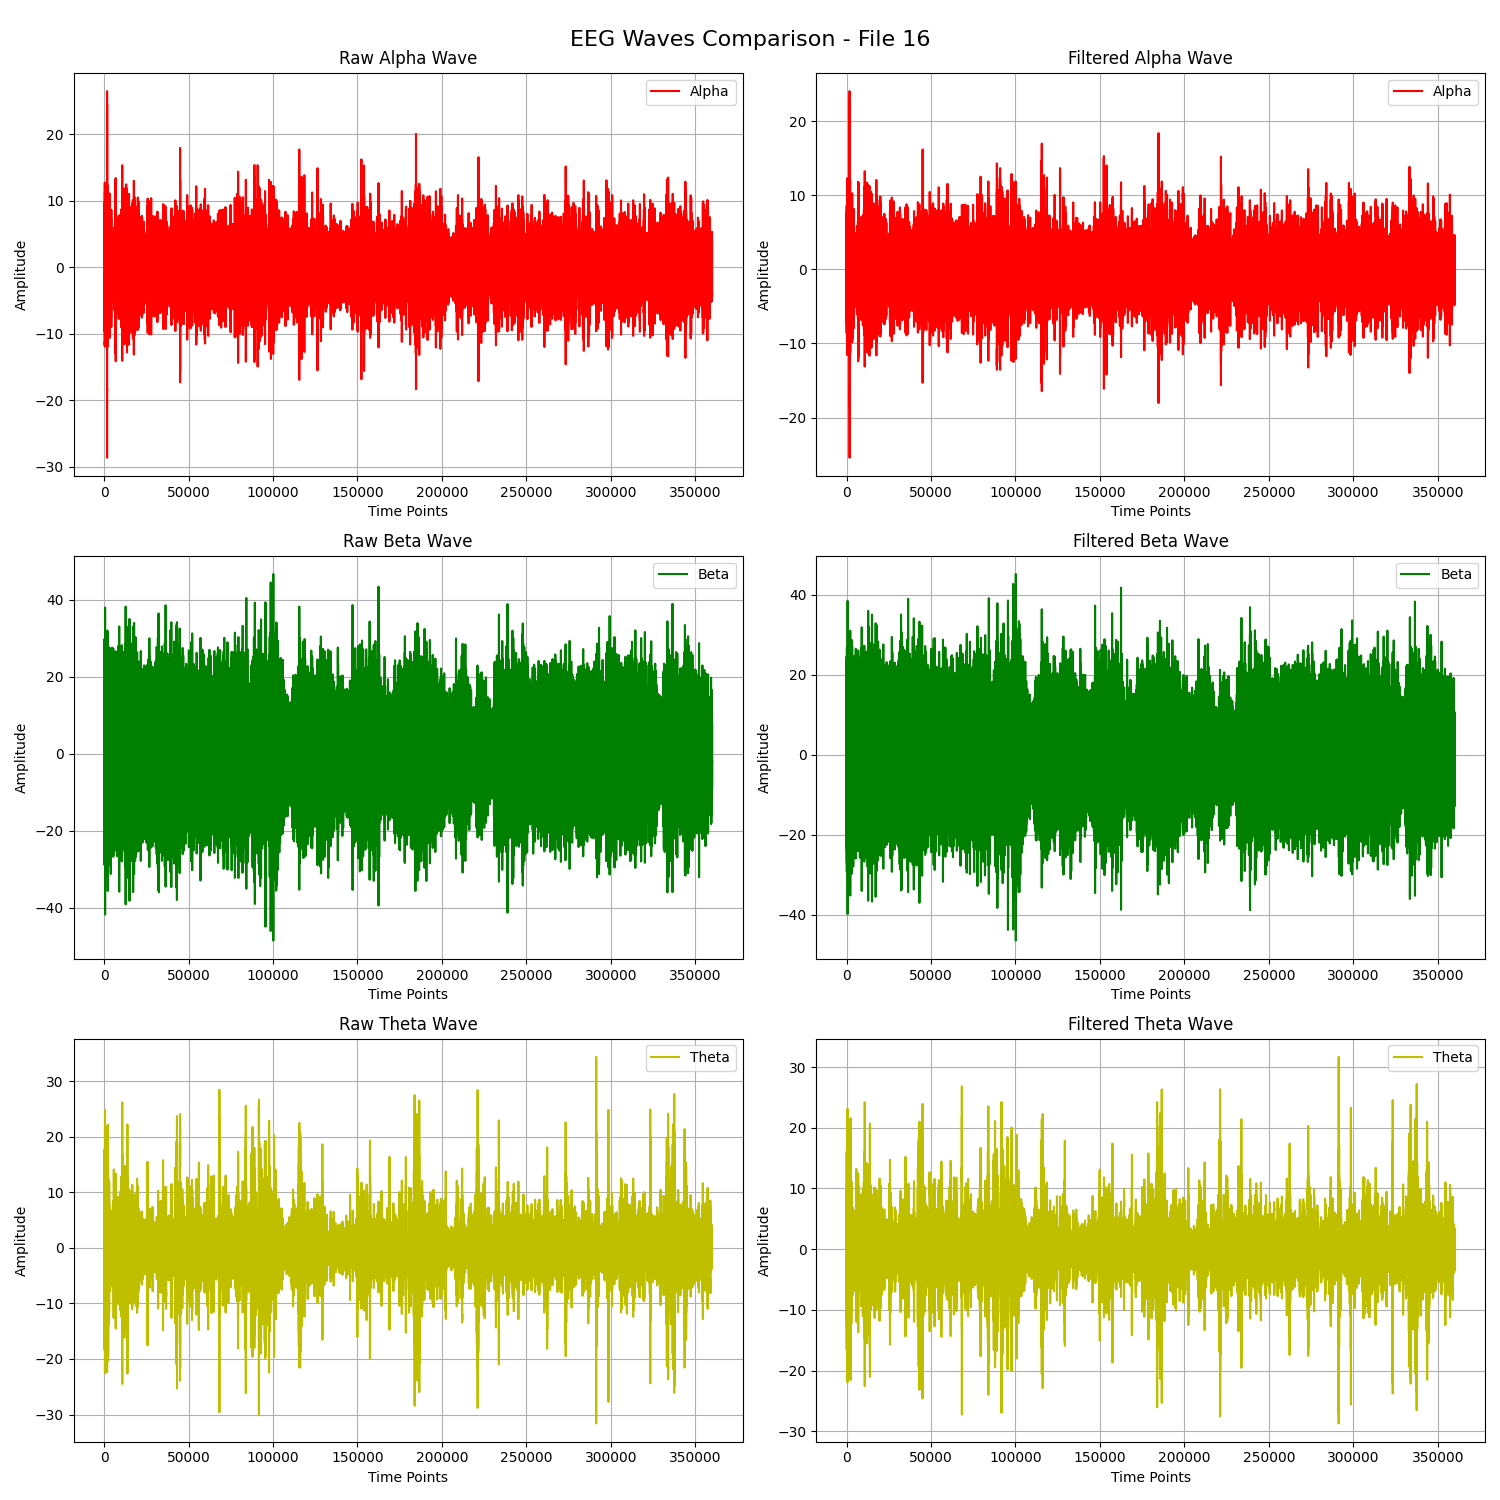 EEG Waves Comparison - File 16
Raw Alpha Wave
Alpha
Amplitude
20
10
0
−10
−20
−30
0 50000 100000 150000 200000 250000 300000 350000
Time Points
Filtered Alpha Wave
Alpha
Amplitude
20
10
0
−10
−20
0 50000 100000 150000 200000 250000 300000 350000
Time Points
Raw Beta Wave
Beta
Amplitude
40
20
0
−20
−40
0 50000 100000 150000 200000 250000 300000 350000
Time Points
Filtered Beta Wave
Beta
Amplitude
40
20
0
−20
−40
0 50000 100000 150000 200000 250000 300000 350000
Time Points
Raw Theta Wave
Theta
Amplitude
30
20
10
0
−10
−20
−30
0 50000 100000 150000 200000 250000 300000 350000
Time Points
Filtered Theta Wave
Theta
Amplitude
30
20
10
0
−10
−20
−30
0 50000 100000 150000 200000 250000 300000 350000
Time Points